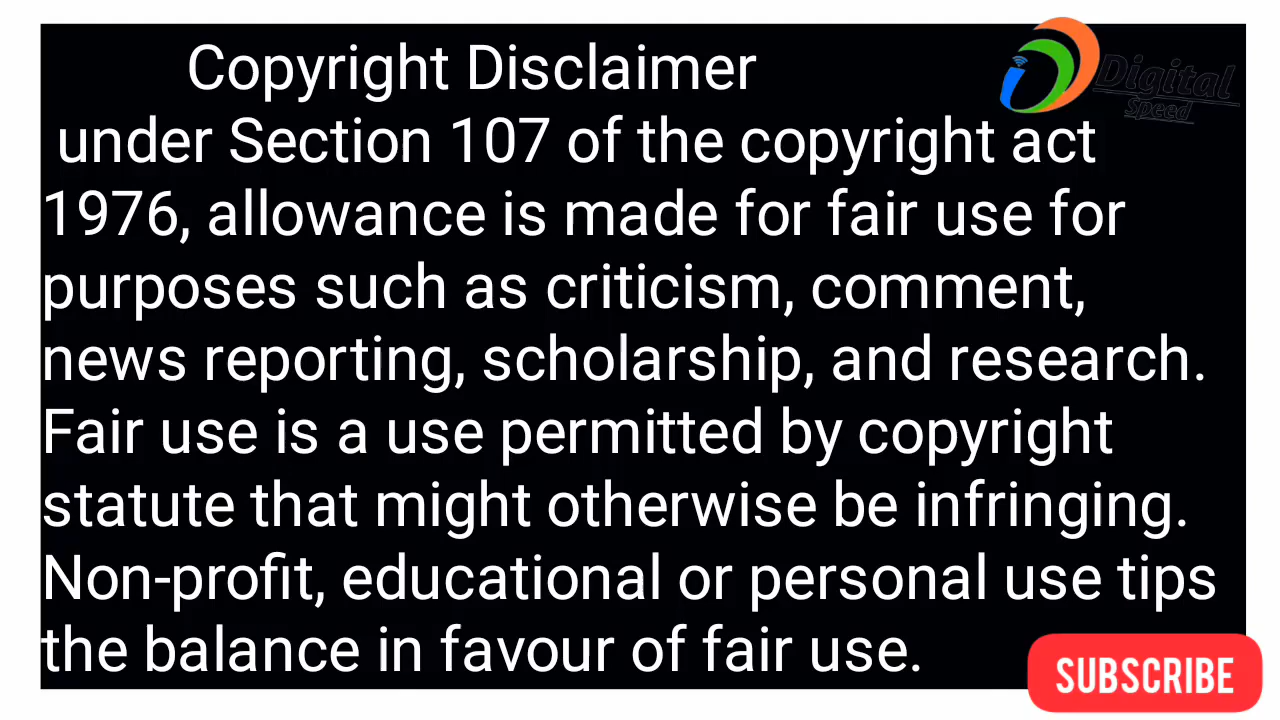 Copyright Disclaimer
Digital
Speed
under Section 107 of the copyright act
1976, allowance is made for fair use for
purposes such as criticism, comment,
news reporting, scholarship, and research.
Fair use is a use permitted by copyright
statute that might otherwise be infringing.
Non-profit, educational or personal use tips
the balance in favour of fair use.
SUBSCRIBE